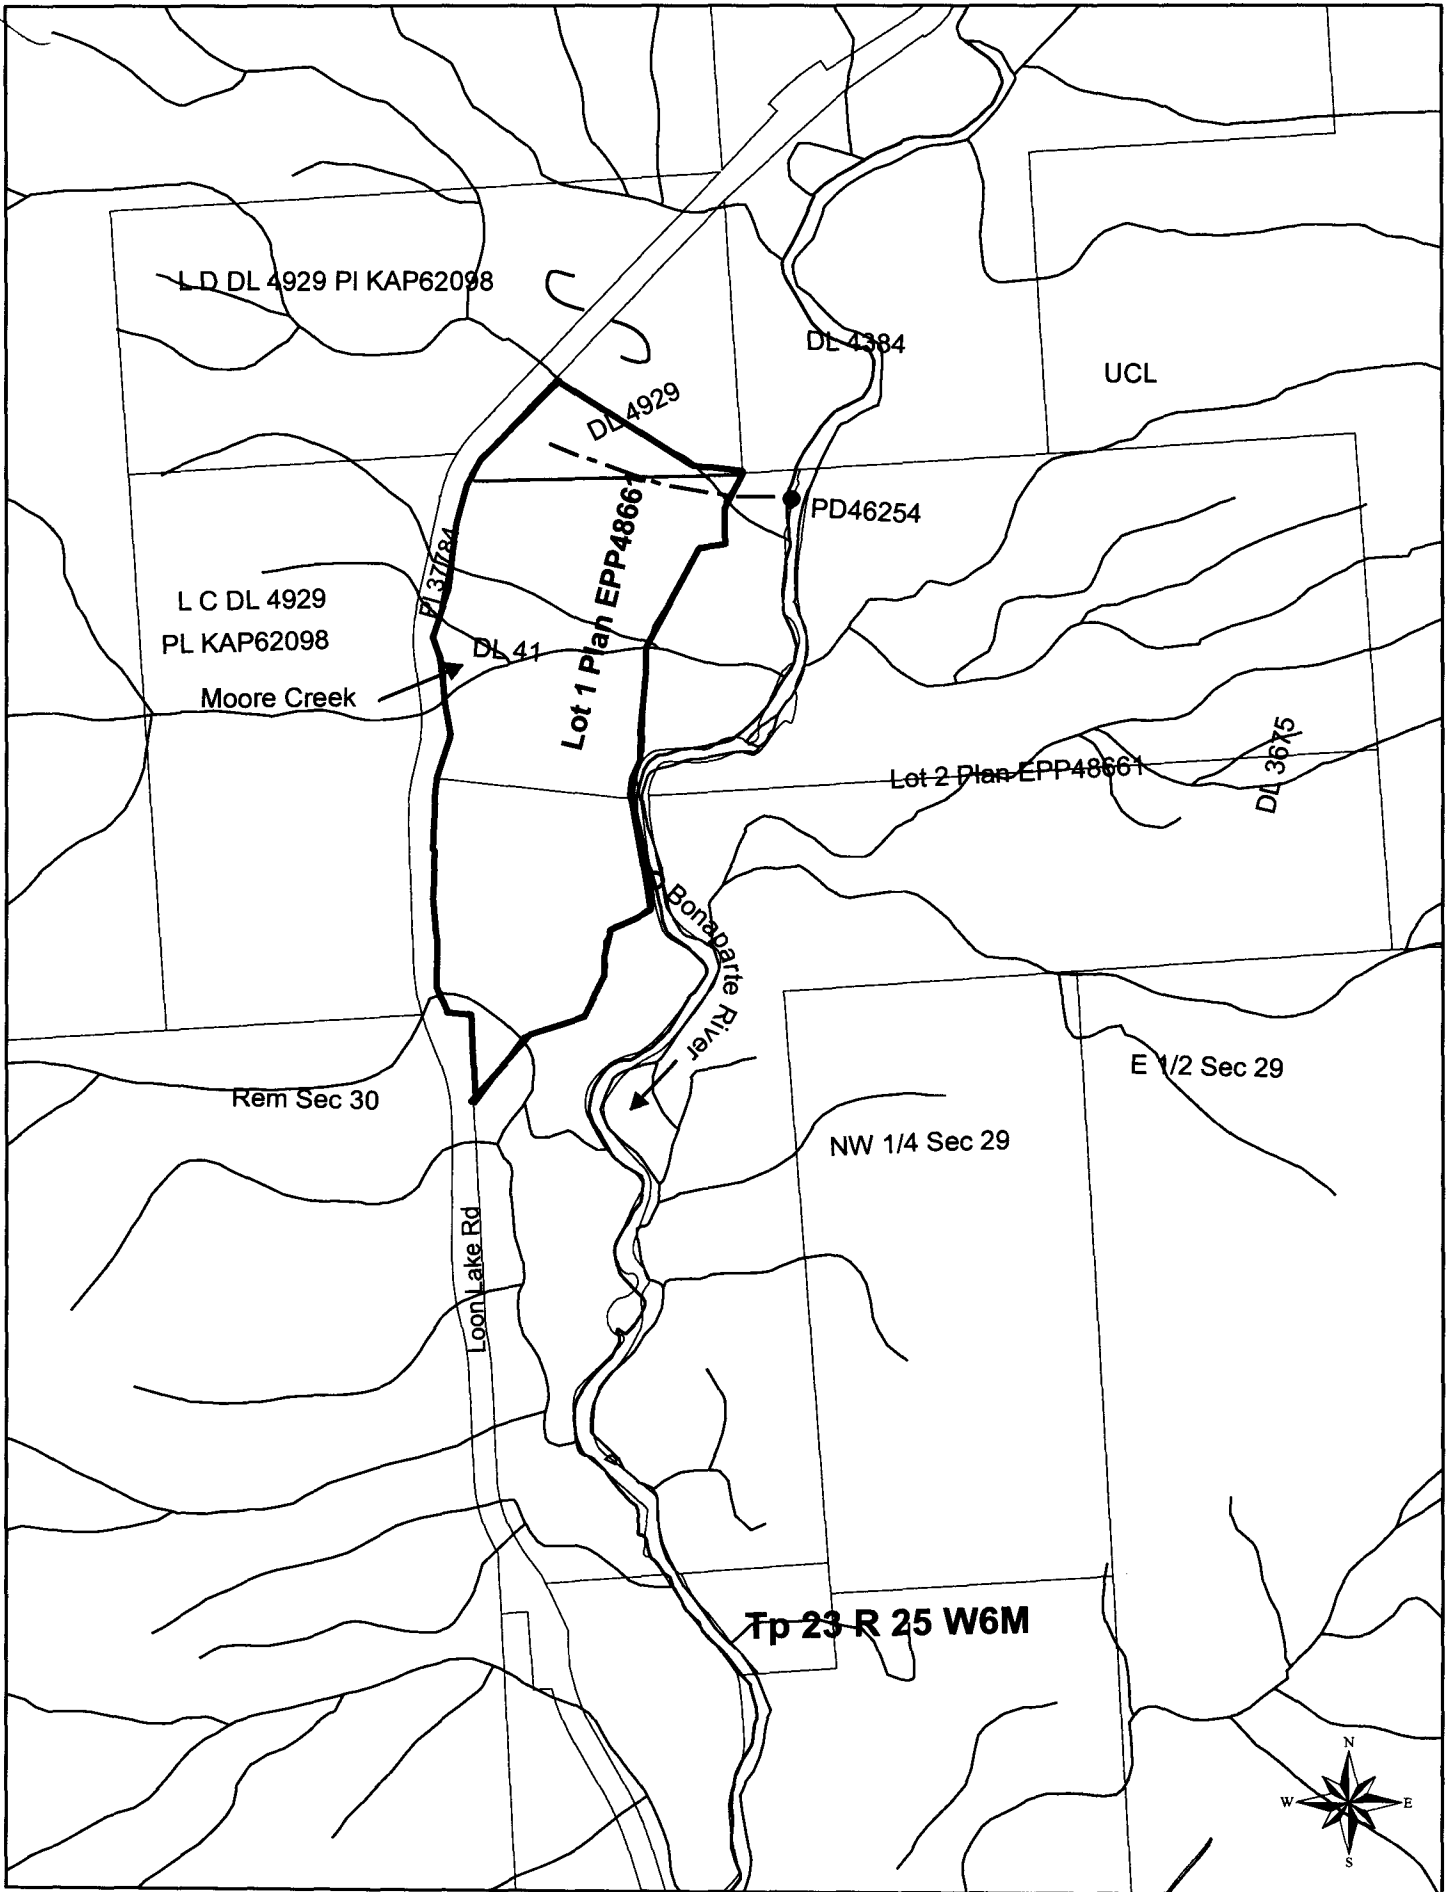 L D DL 4929 Pl KAP62098
DL 4384
UCL
DL 4929
PD46254
Lot 1 Plan EPP48661
Pl 37784
L C DL 4929
PL KAP62098
DL 41
Moore Creek
Lot 2 Plan EPP48661
DL 3675
Bonaparte River
E 1/2 Sec 29
Rem Sec 30
NW 1/4 Sec 29
Loon Lake Rd
Tp 23 R 25 W6M
N
W
E
S